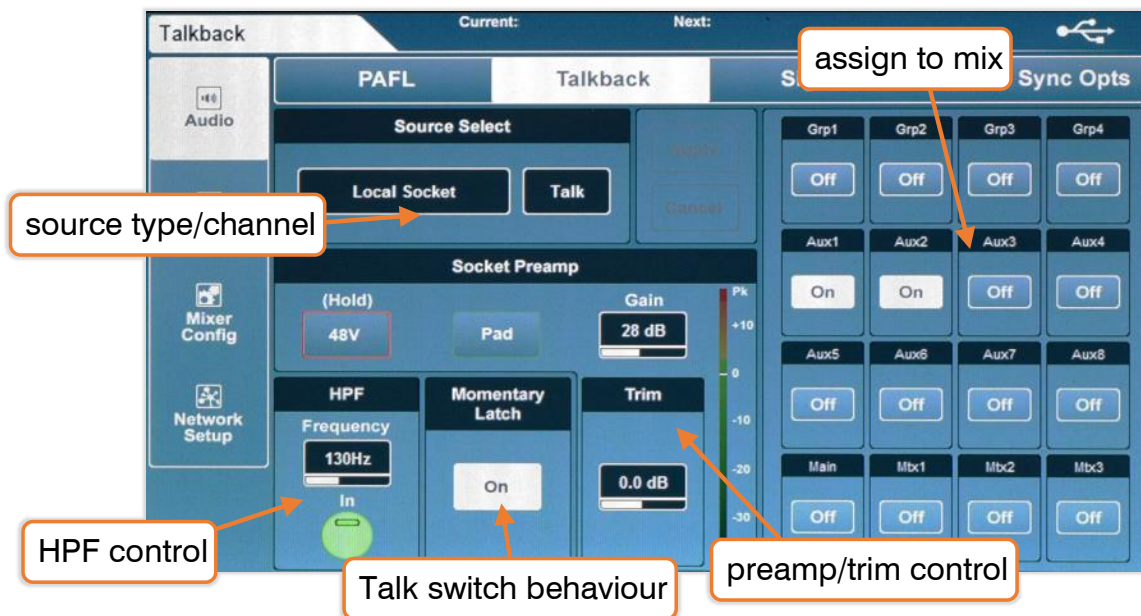 Talkback
Current:
Next:
assign to mix
Audio
PAFL
Talkback
S
Sync Opts
Source Select
Apply
Cancel
Local Socket
Talk
source type/channel
Grp1
Grp2
Grp3
Grp4
Off
Off
Off
Off
Aux1
Aux2
Aux3
Aux4
On
On
Off
Off
Mixer
Config
Socket Preamp
(Hold)
48V
Pad
Gain
28 dB
Pk
+10
0
-10
-20
-30
Aux5
Aux6
Aux7
Aux8
Off
Off
Off
Off
Network
Setup
HPF
Frequency
130Hz
In
Momentary
Latch
On
Trim
0.0 dB
Main
Mtx1
Mtx2
Mtx3
Off
Off
Off
Off
HPF control
Talk switch behaviour
preamp/trim control